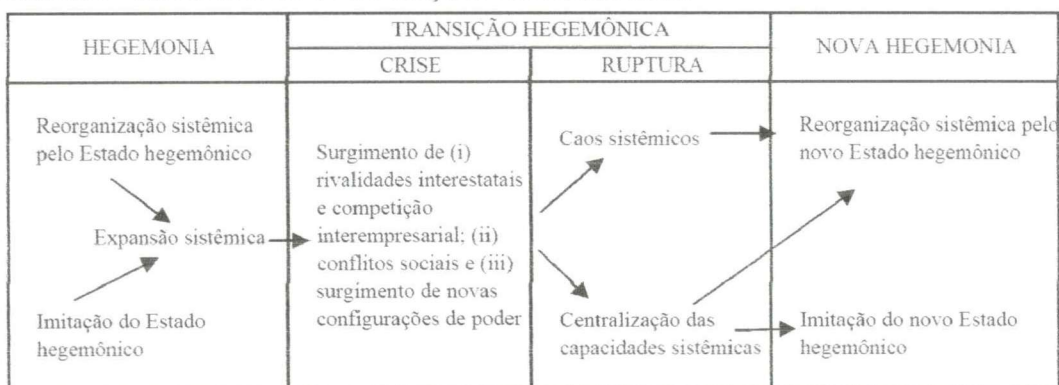 HEGEMONIA
TRANSIÇÃO HEGEMÔNICA
CRISE
RUPTURA
NOVA HEGEMONIA
Reorganização sistêmica
pelo Estado hegemônico
Expansão sistêmica
Imitação do Estado
hegemônico
Surgimento de (i)
rivalidades interestatais
e competição
interempresarial; (ii)
conflitos sociais e (iii)
surgimento de novas
configurações de poder
Caos sistêmicos
Centralização das
capacidades sistêmicas
Reorganização sistêmica pelo
novo Estado hegemônico
Imitação do novo Estado
hegemônico